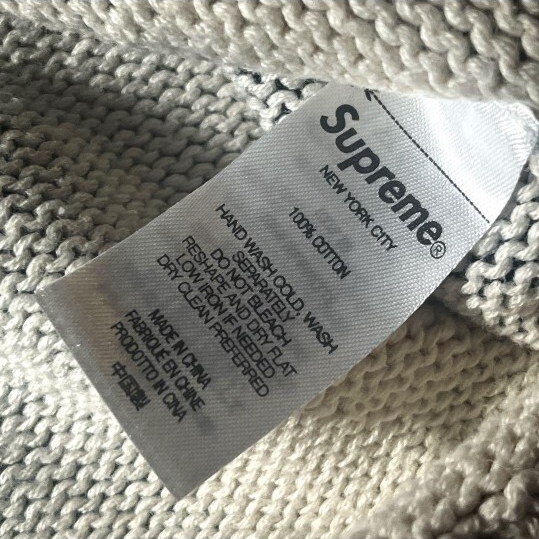 Supreme®
NEW YORK CITY
100% COTTON
HAND WASH COLD, WASH
SEPARATELY
DO NOT BLEACH
RESHAPE AND DRY FLAT
LOW IRON IF NEEDED
DRY CLEAN PREFERRED
MADE IN CHINA
FABRIQUÉ EN CHINE
PRODOTTO IN CINA
中国製